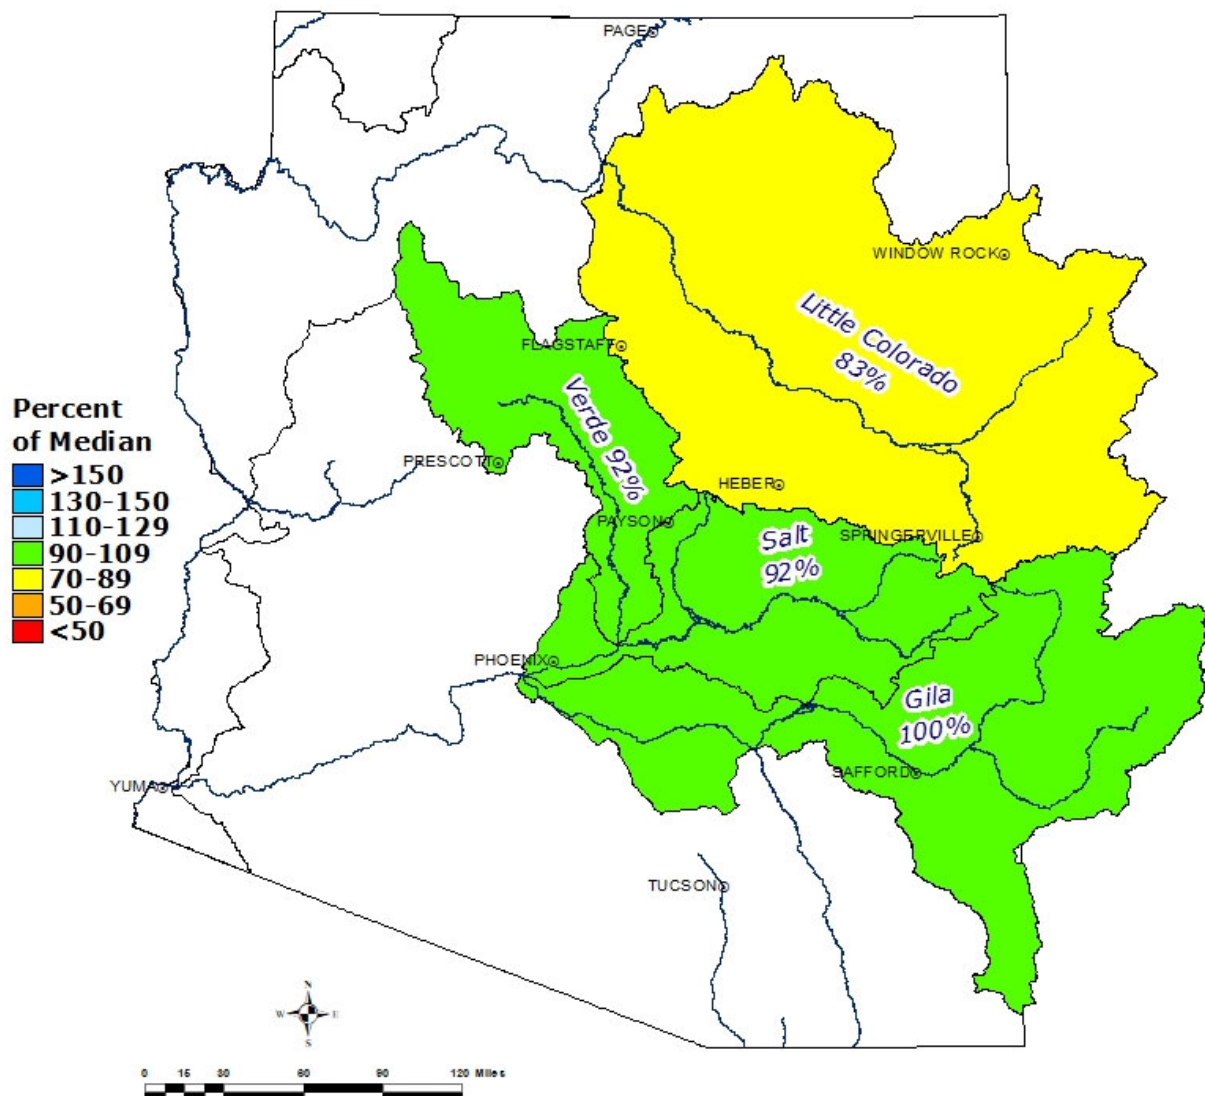 PAGE
WINDOW ROCK
Little Colorado
83%
FLAGSTAFF
Verde 92%
Percent
of Median
>150
130-150
110-129
90-109
70-89
50-69
<50
PRESCOTT
HEBER
PAYSON
SPRINGERVILLE
Salt
92%
PHOENIX
Gila
100%
SAFFORD
YUMA
TUCSON
N
W E
S
0 15 30 60 90 120 Miles